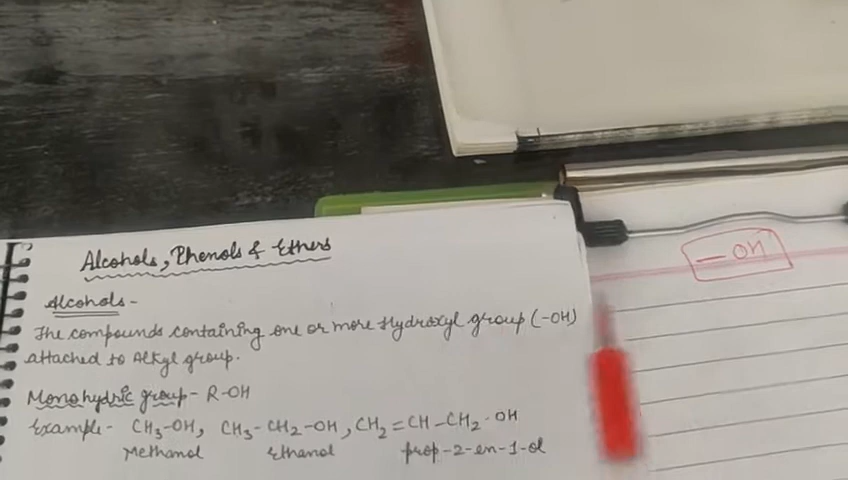 Alcohols, Phenols & Ethers
Alcohols-
The compounds containing one or more Hydroxyl group (-OH)
attached to Alkyl group.
Monohydric group- R-OH
Example- CH3-OH, CH3-CH2-OH, CH2=CH-CH2-OH
Methanol Ethanol prop-2-en-1-ol
-OH